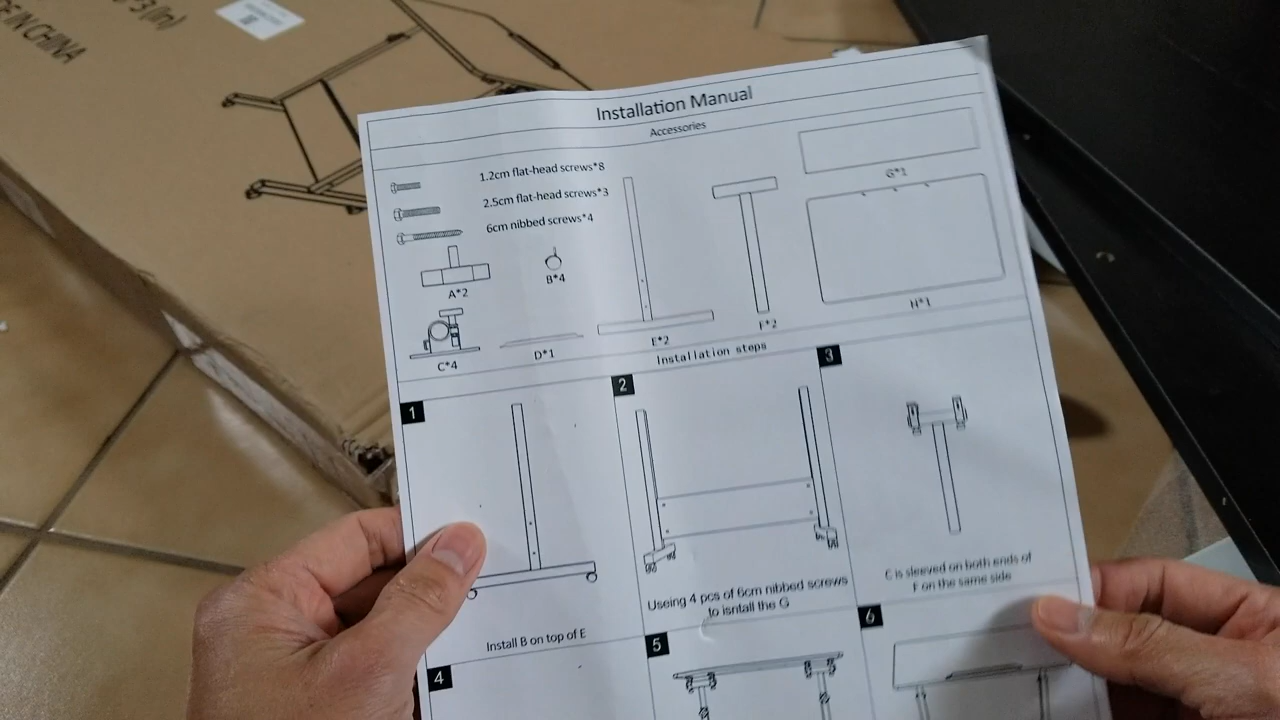 MADE IN CHINA
Installation Manual
Accessories
1.2cm flat-head screws*8
2.5cm flat-head screws*3
6cm nibbed screws*4
A*2
B*4
C*4
D*1
E*2
F*2
G*1
H*1
Installation steps
1
Install B on top of E
2
Useing 4 pcs of 6cm nibbed screws
to isntall the G
3
C is sleeved on both ends of
F on the same side
4
5
6